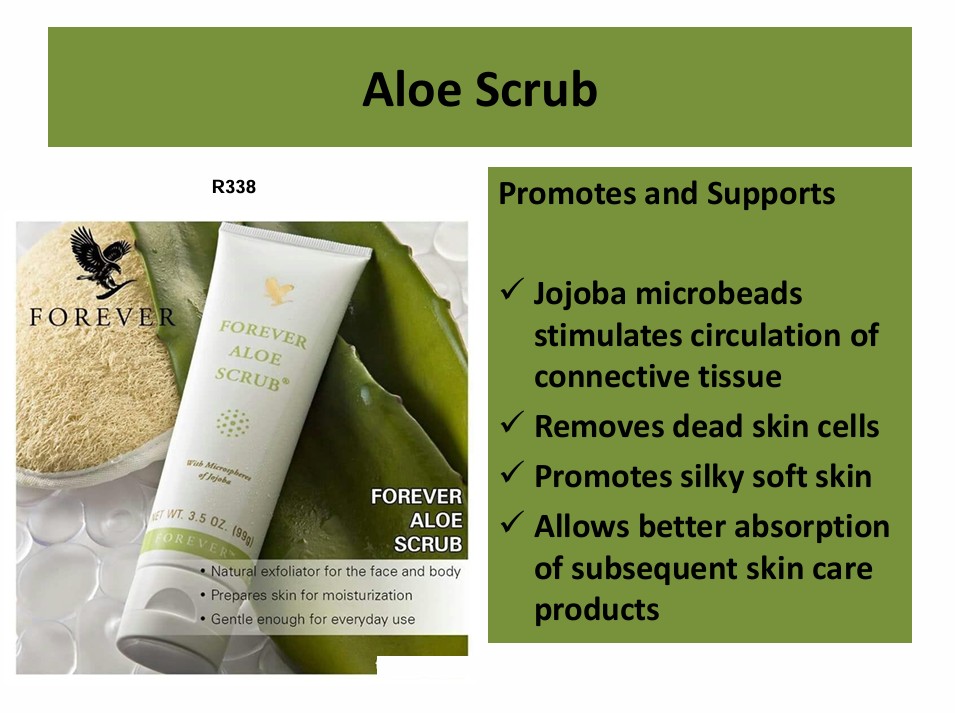 Aloe Scrub
R338
FOREVER
FOREVER
ALOE
SCRUB®
With Microspheres
of Jojoba
NET WT. 3.5 OZ. (99g)
FOREVER™
FOREVER
ALOE
SCRUB
• Natural exfoliator for the face and body
• Prepares skin for moisturization
• Gentle enough for everyday use
Promotes and Supports
✓ Jojoba microbeads
stimulates circulation of
connective tissue
✓ Removes dead skin cells
✓ Promotes silky soft skin
✓ Allows better absorption
of subsequent skin care
products